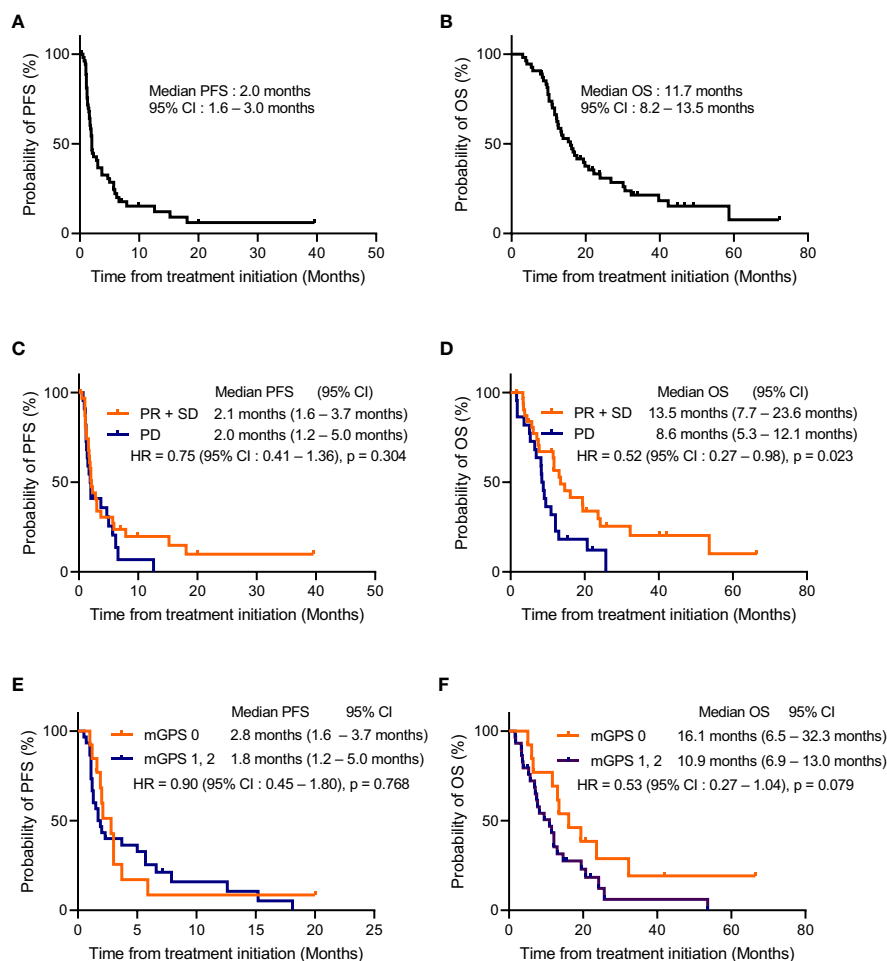 A
Probability of PFS (%)
100
50
0
Median PFS : 2.0 months
95% CI : 1.6 – 3.0 months
0 10 20 30 40 50
Time from treatment initiation (Months)
B
Probability of OS (%)
100
50
0
Median OS : 11.7 months
95% CI : 8.2 – 13.5 months
0 20 40 60 80
Time from treatment initiation (Months)
C
Probability of PFS (%)
100
50
0
Median PFS (95% CI)
PR + SD 2.1 months (1.6 – 3.7 months)
PD 2.0 months (1.2 – 5.0 months)
HR = 0.75 (95% CI : 0.41 – 1.36), p = 0.304
0 10 20 30 40 50
Time from treatment initiation (Months)
D
Probability of OS (%)
100
50
0
Median OS (95% CI)
PR + SD 13.5 months (7.7 – 23.6 months)
PD 8.6 months (5.3 – 12.1 months)
HR = 0.52 (95% CI : 0.27 – 0.98), p = 0.023
0 20 40 60 80
Time from treatment initiation (Months)
E
Probability of PFS (%)
100
50
0
Median PFS 95% CI
mGPS 0 2.8 months (1.6 – 3.7 months)
mGPS 1, 2 1.8 months (1.2 – 5.0 months)
HR = 0.90 (95% CI : 0.45 – 1.80), p = 0.768
0 5 10 15 20 25
Time from treatment initiation (Months)
F
Probability of OS (%)
100
50
0
Median OS 95% CI
mGPS 0 16.1 months (6.5 – 32.3 months)
mGPS 1, 2 10.9 months (6.9 – 13.0 months)
HR = 0.53 (95% CI : 0.27 – 1.04), p = 0.079
0 20 40 60 80
Time from treatment initiation (Months)